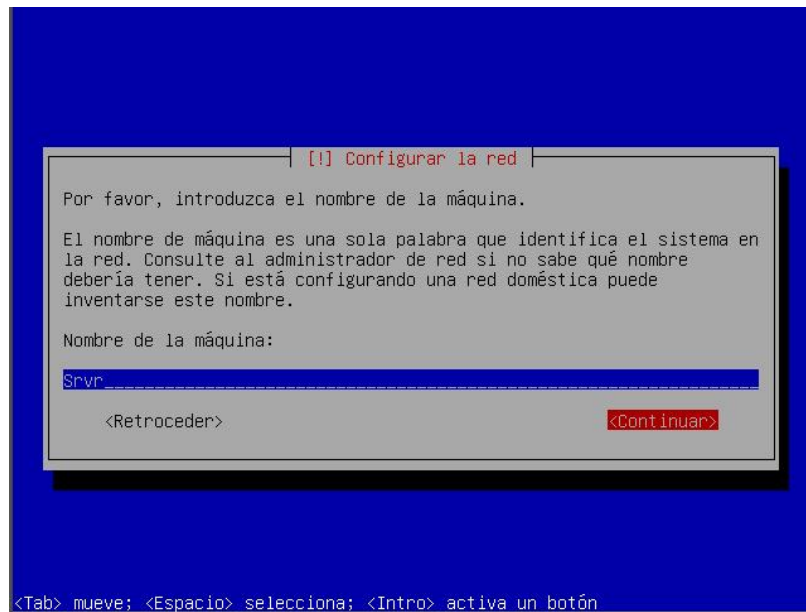 [!] Configurar la red
Por favor, introduzca el nombre de la máquina.
El nombre de máquina es una sola palabra que identifica el sistema en
la red. Consulte al administrador de red si no sabe qué nombre
debería tener. Si está configurando una red doméstica puede
inventarse este nombre.
Nombre de la máquina:
Srvr
<Retroceder> <Continuar>
<Tab> mueve; <Espacio> selecciona; <Intro> activa un botón